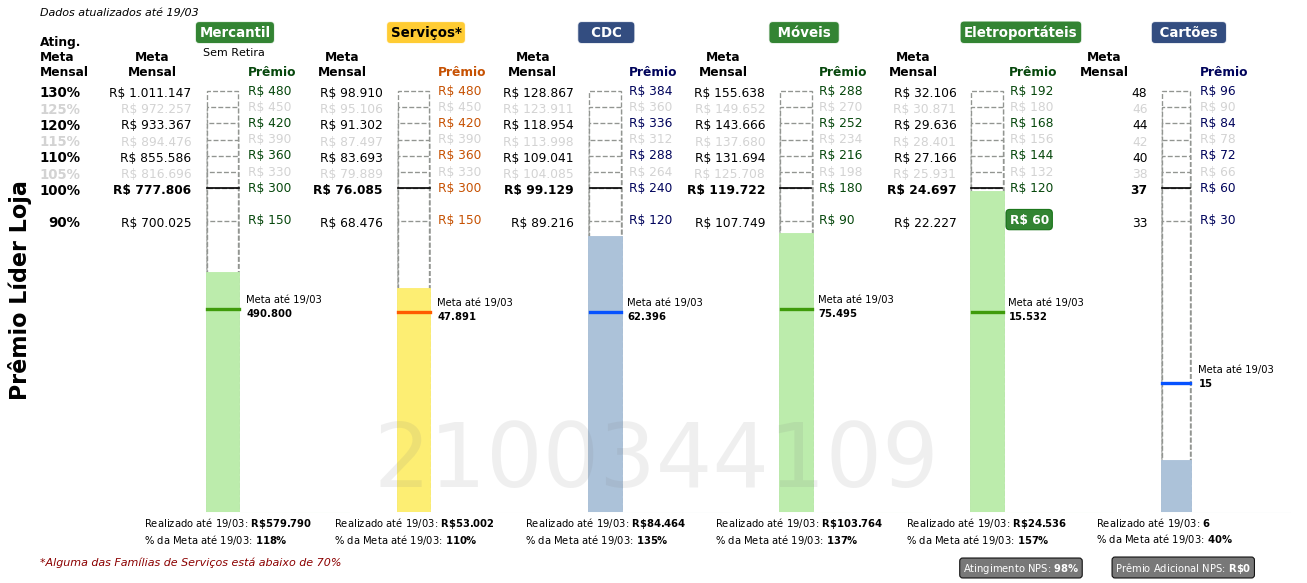 Dados atualizados até 19/03
Mercantil Serviços* CDC Móveis Eletroportáteis Cartões
Sem Retira
Ating.
Meta Meta Meta Meta Meta Meta Meta
Mensal Mensal Prêmio Mensal Prêmio Mensal Prêmio Mensal Prêmio Mensal Prêmio Mensal Prêmio
130% R$ 1.011.147 R$ 480 R$ 98.910 R$ 480 R$ 128.867 R$ 384 R$ 155.638 R$ 288 R$ 32.106 R$ 192 48 R$ 96
125% R$ 972.257 R$ 450 R$ 95.106 R$ 450 R$ 123.911 R$ 360 R$ 149.652 R$ 270 R$ 30.871 R$ 180 46 R$ 90
120% R$ 933.367 R$ 420 R$ 91.302 R$ 420 R$ 118.954 R$ 336 R$ 143.666 R$ 252 R$ 29.636 R$ 168 44 R$ 84
115% R$ 894.476 R$ 390 R$ 87.497 R$ 390 R$ 113.998 R$ 312 R$ 137.680 R$ 234 R$ 28.401 R$ 156 42 R$ 78
110% R$ 855.586 R$ 360 R$ 83.693 R$ 360 R$ 109.041 R$ 288 R$ 131.694 R$ 216 R$ 27.166 R$ 144 40 R$ 72
105% R$ 816.696 R$ 330 R$ 79.889 R$ 330 R$ 104.085 R$ 264 R$ 125.708 R$ 198 R$ 25.931 R$ 132 38 R$ 66
100% R$ 777.806 R$ 300 R$ 76.085 R$ 300 R$ 99.129 R$ 240 R$ 119.722 R$ 180 R$ 24.697 R$ 120 37 R$ 60
90% R$ 700.025 R$ 150 R$ 68.476 R$ 150 R$ 89.216 R$ 120 R$ 107.749 R$ 90 R$ 22.227 R$ 60 33 R$ 30
Prêmio Líder Loja
Meta até 19/03 Meta até 19/03 Meta até 19/03 Meta até 19/03 Meta até 19/03
490.800 47.891 62.396 75.495 15.532
Meta até 19/03
15
2100344109
Realizado até 19/03: R$579.790 Realizado até 19/03: R$53.002 Realizado até 19/03: R$84.464 Realizado até 19/03: R$103.764 Realizado até 19/03: R$24.536 Realizado até 19/03: 6
% da Meta até 19/03: 118% % da Meta até 19/03: 110% % da Meta até 19/03: 135% % da Meta até 19/03: 137% % da Meta até 19/03: 157% % da Meta até 19/03: 40%
*Alguma das Famílias de Serviços está abaixo de 70% Atingimento NPS: 98% Prêmio Adicional NPS: R$0